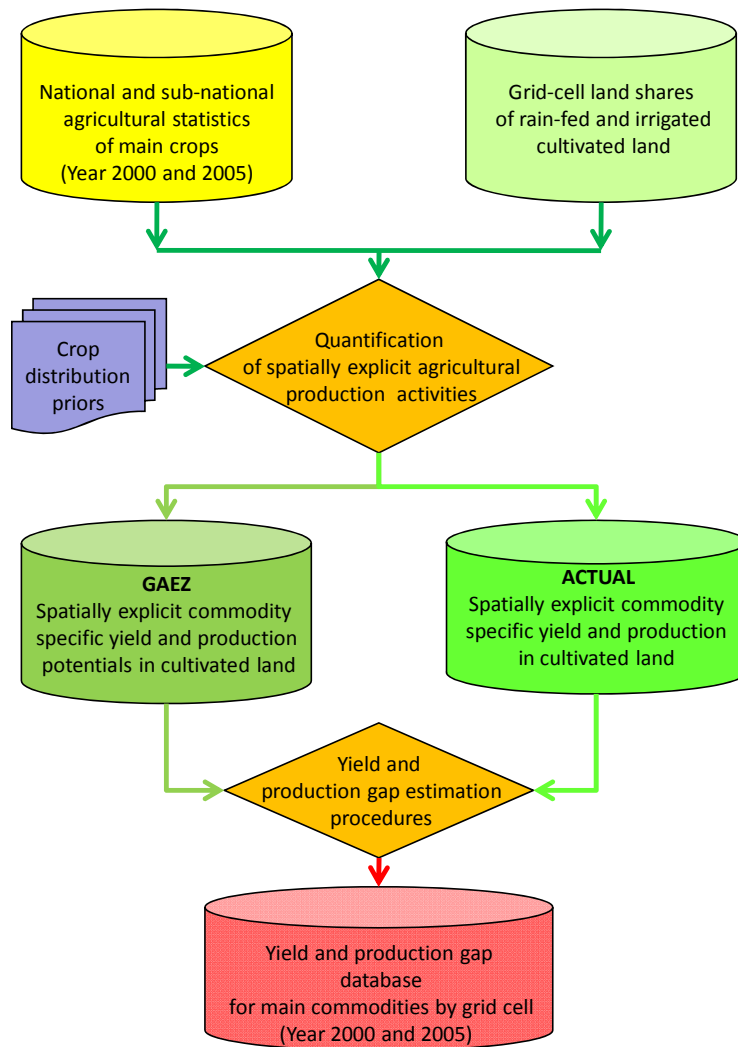 National and sub-national
agricultural statistics
of main crops
(Year 2000 and 2005)
Grid-cell land shares
of rain-fed and irrigated
cultivated land
Crop
distribution
priors
Quantification
of spatially explicit agricultural
production activities
GAEZ
Spatially explicit commodity
specific yield and production
potentials in cultivated land
ACTUAL
Spatially explicit commodity
specific yield and production
in cultivated land
Yield and
production gap estimation
procedures
Yield and production gap
database
for main commodities by grid cell
(Year 2000 and 2005)